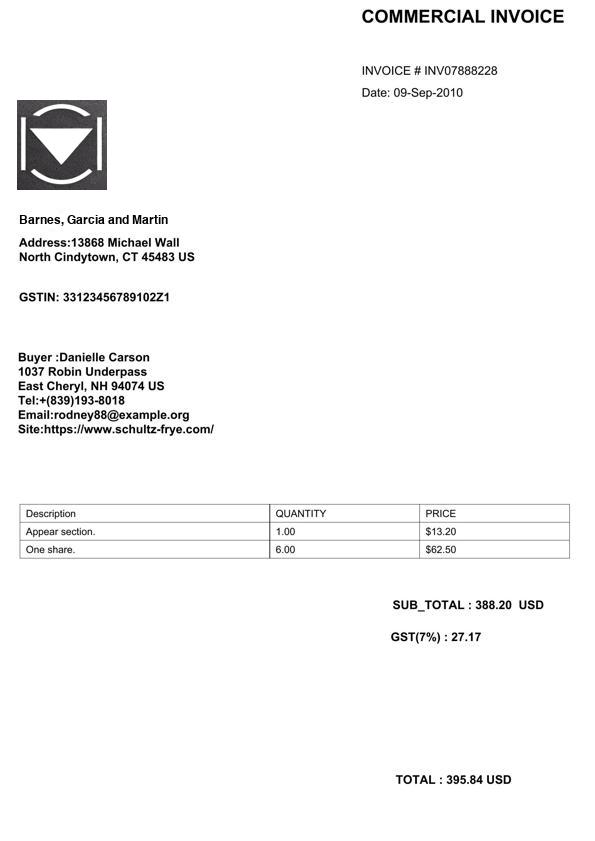 COMMERCIAL INVOICE
INVOICE # INV07888228
Date: 09-Sep-2010
Barnes, Garcia and Martin
Address:13868 Michael Wall
North Cindytown, CT 45483 US
GSTIN: 33123456789102Z1
Buyer :Danielle Carson
1037 Robin Underpass
East Cheryl, NH 94074 US
Tel:+(839)193-8018
Email:rodney88@example.org
Site:https://www.schultz-frye.com/
Description QUANTITY PRICE
Appear section. 1.00 $13.20
One share. 6.00 $62.50
SUB_TOTAL : 388.20 USD
GST(7%) : 27.17
TOTAL : 395.84 USD